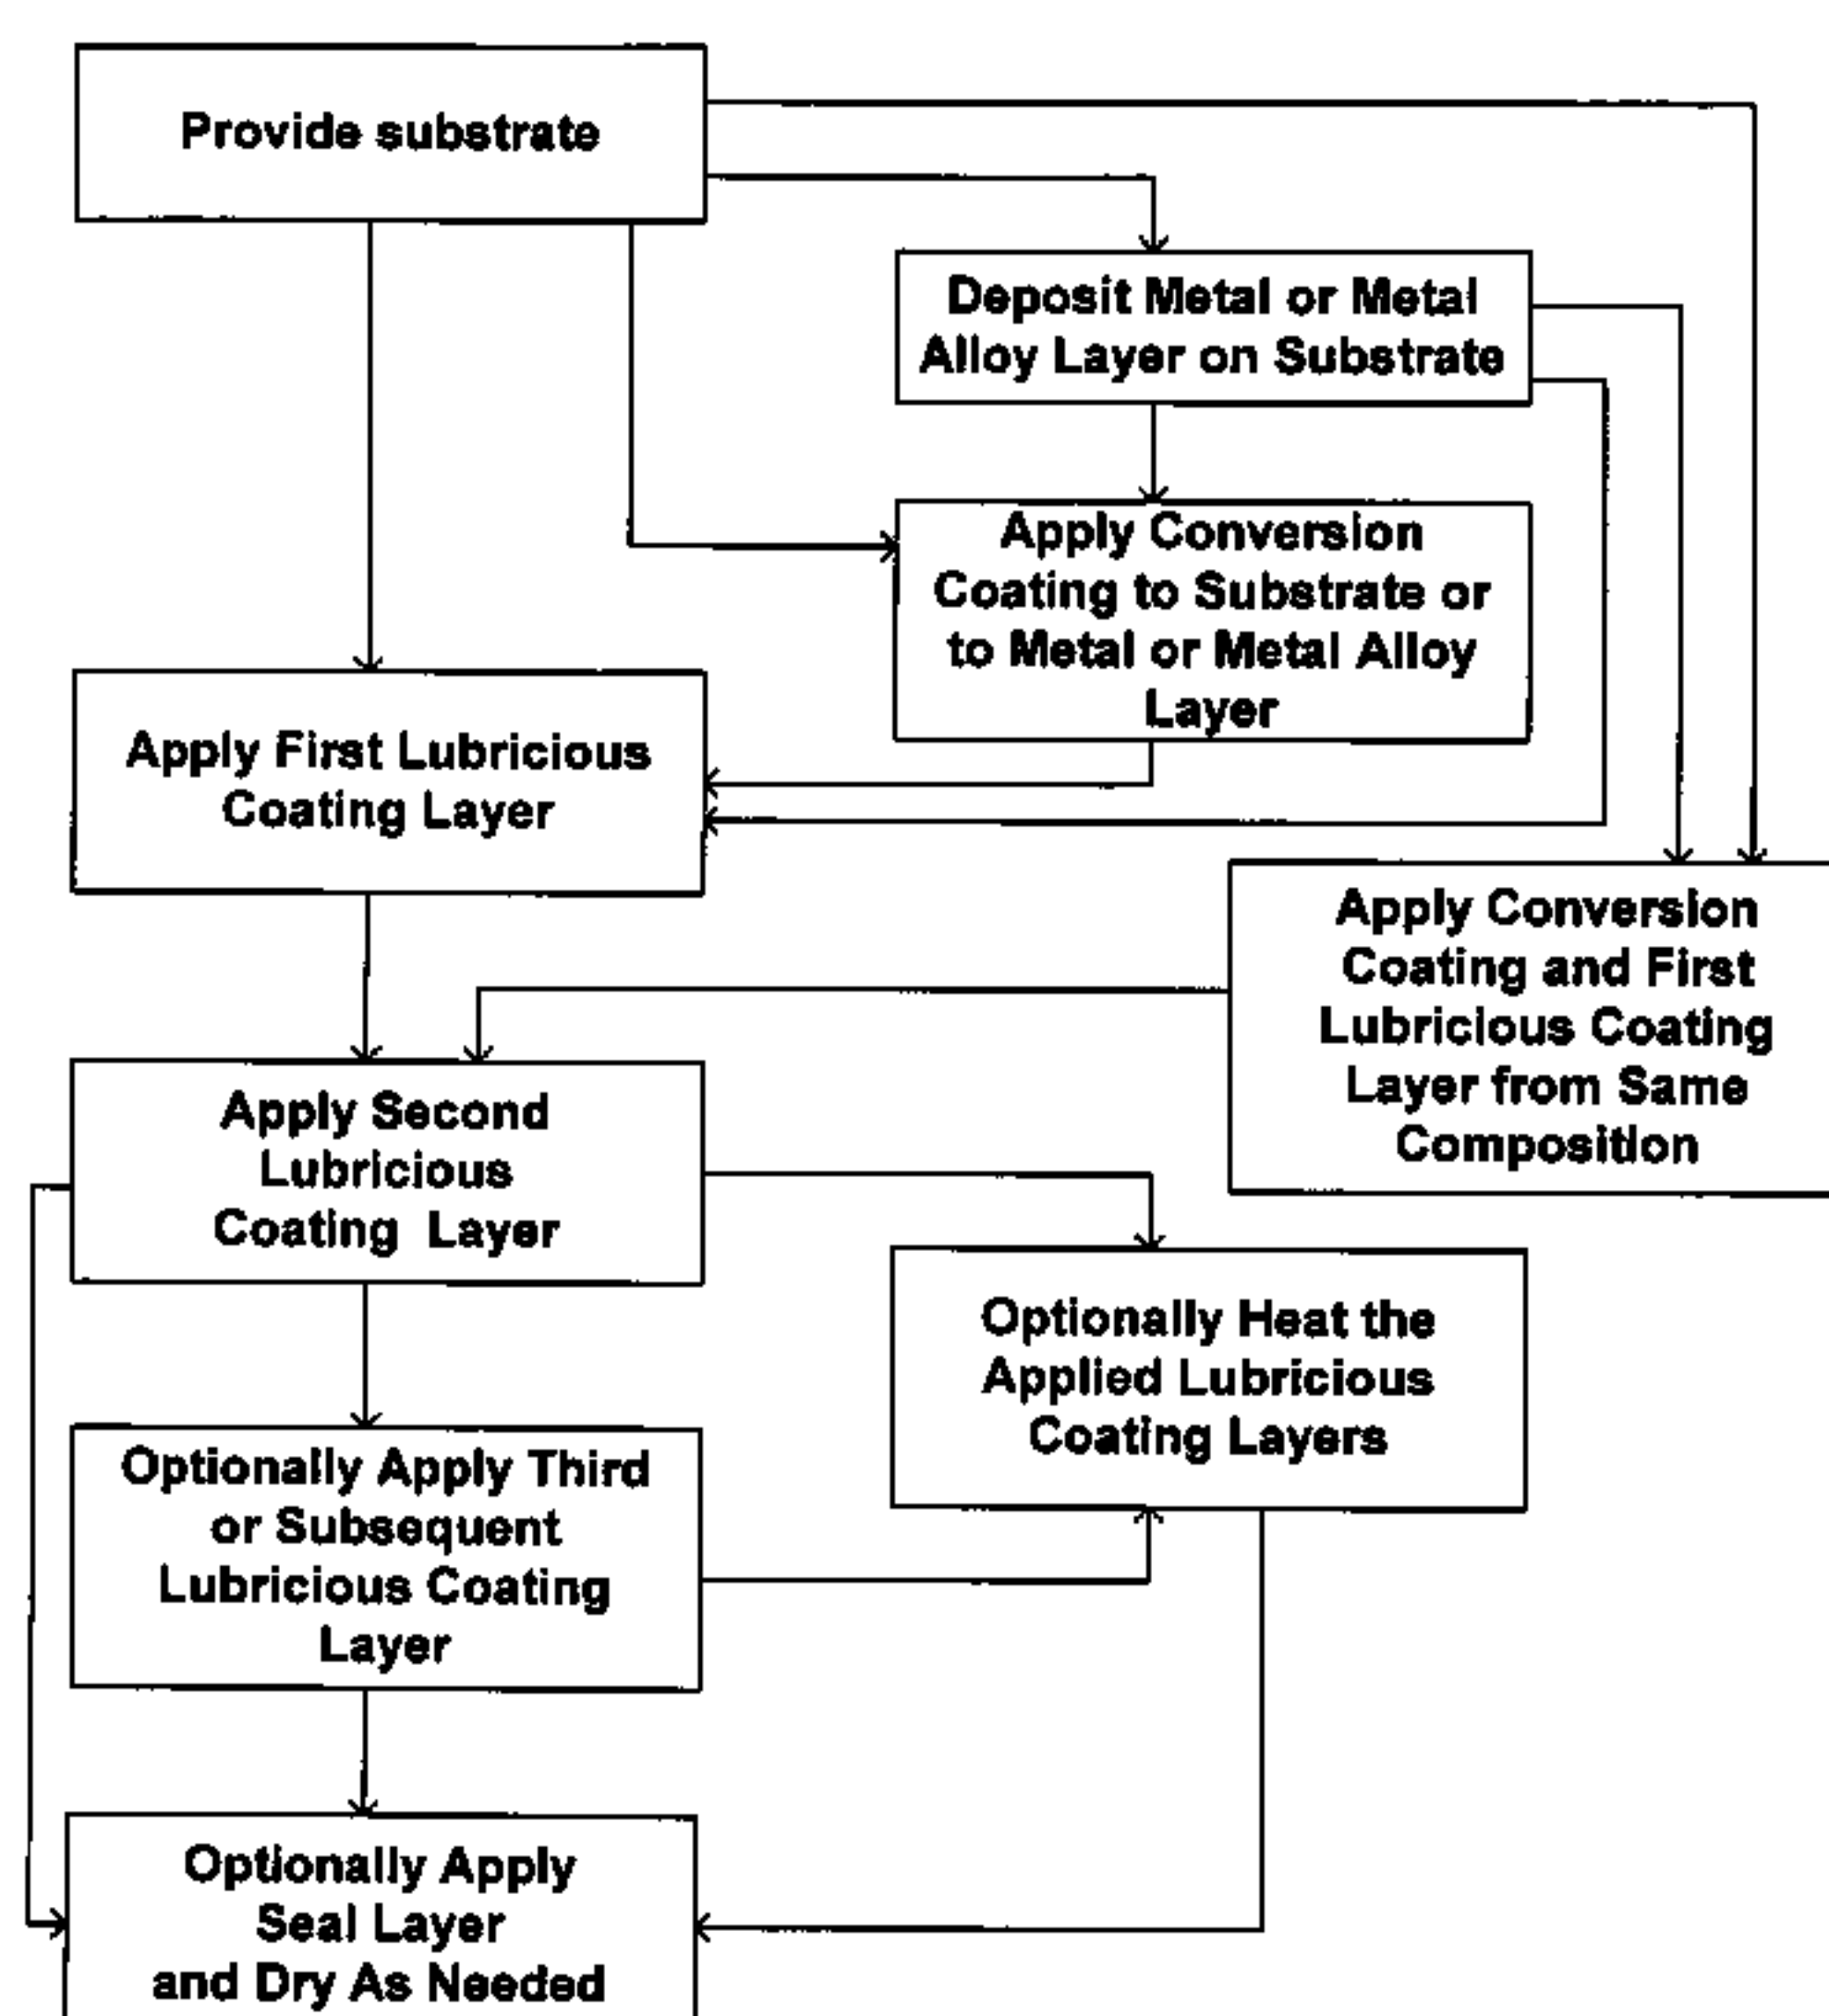 Provide substrate
Deposit Metal or Metal
Alloy Layer on Substrate
Apply Conversion
Coating to Substrate or
to Metal or Metal Alloy
Layer
Apply First Lubricious
Coating Layer
Apply Conversion
Coating and First
Lubricious Coating
Layer from Same
Composition
Apply Second
Lubricious
Coating Layer
Optionally Heat the
Applied Lubricious
Coating Layers
Optionally Apply Third
or Subsequent
Lubricious Coating
Layer
Optionally Apply
Seal Layer
and Dry As Needed